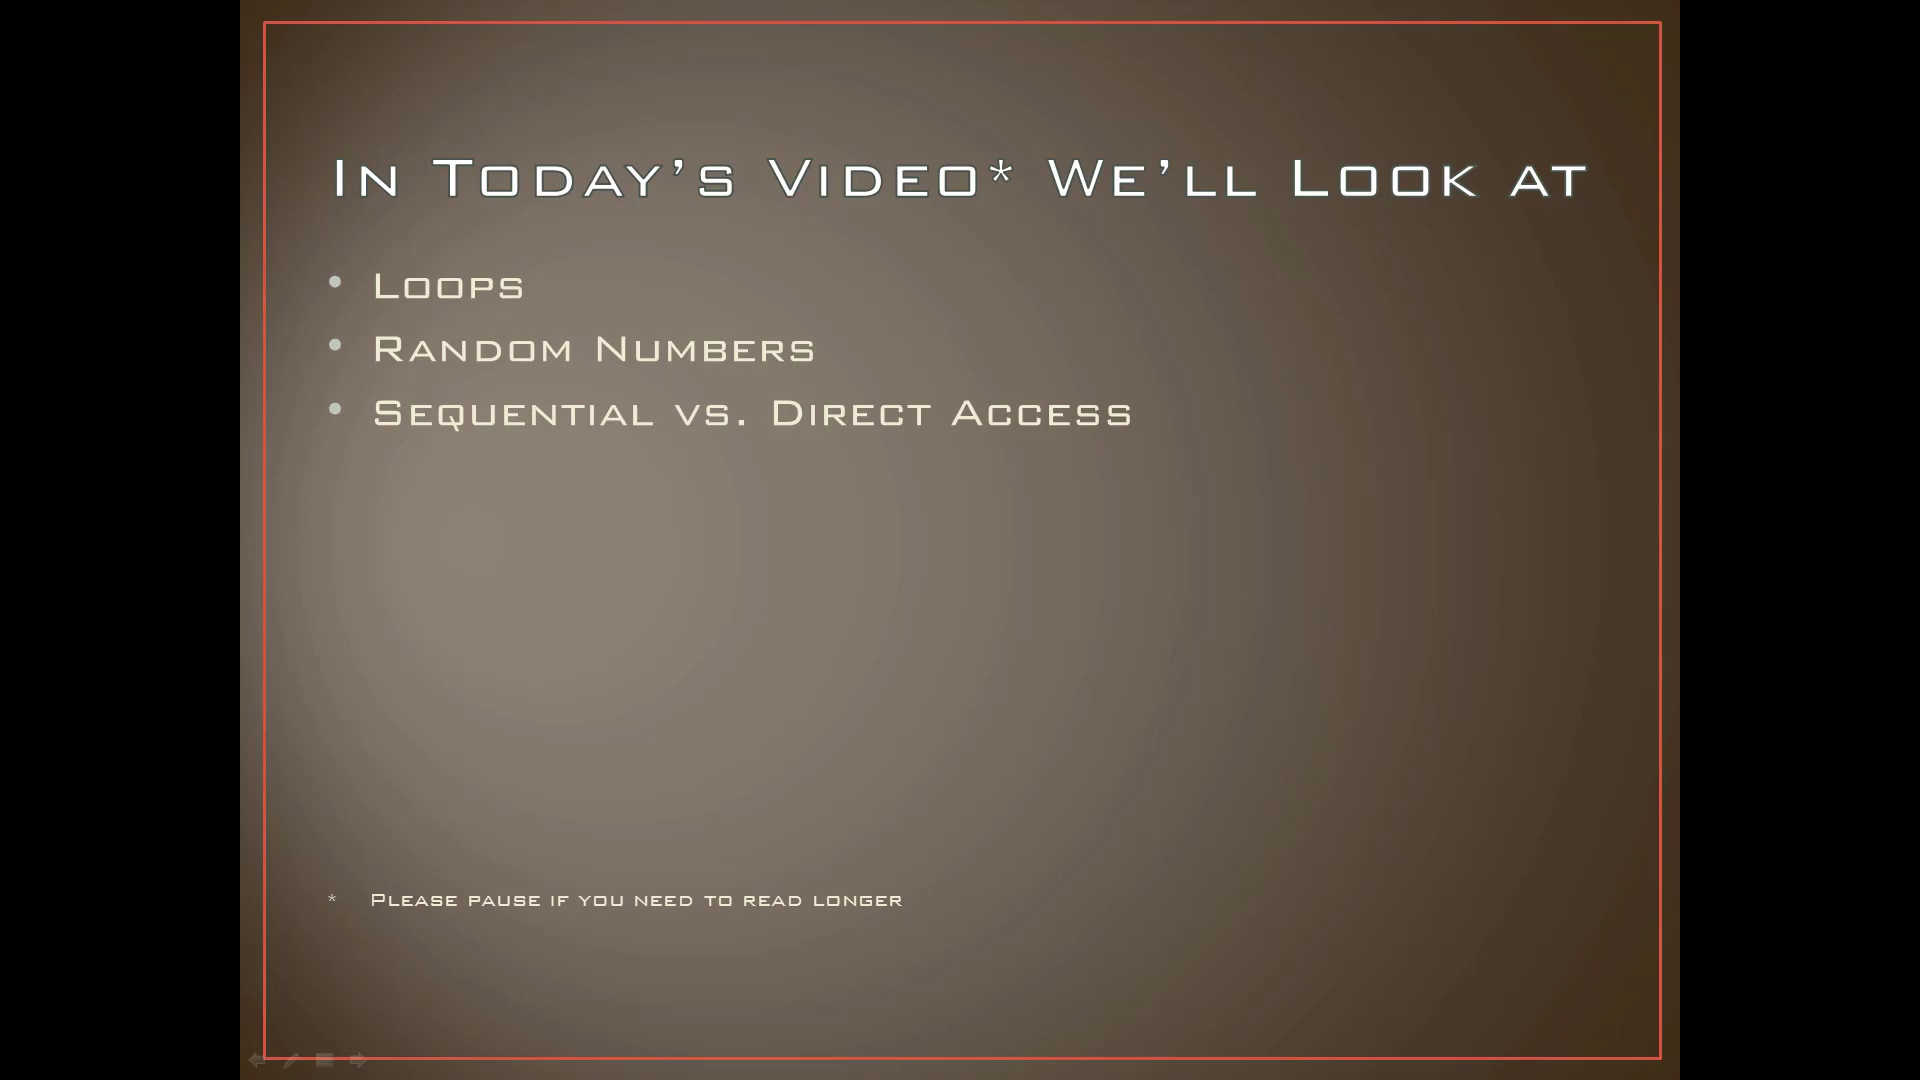 In Today’s Video* We’ll Look at
• Loops
• Random Numbers
• Sequential vs. Direct Access
* Please pause if you need to read longer